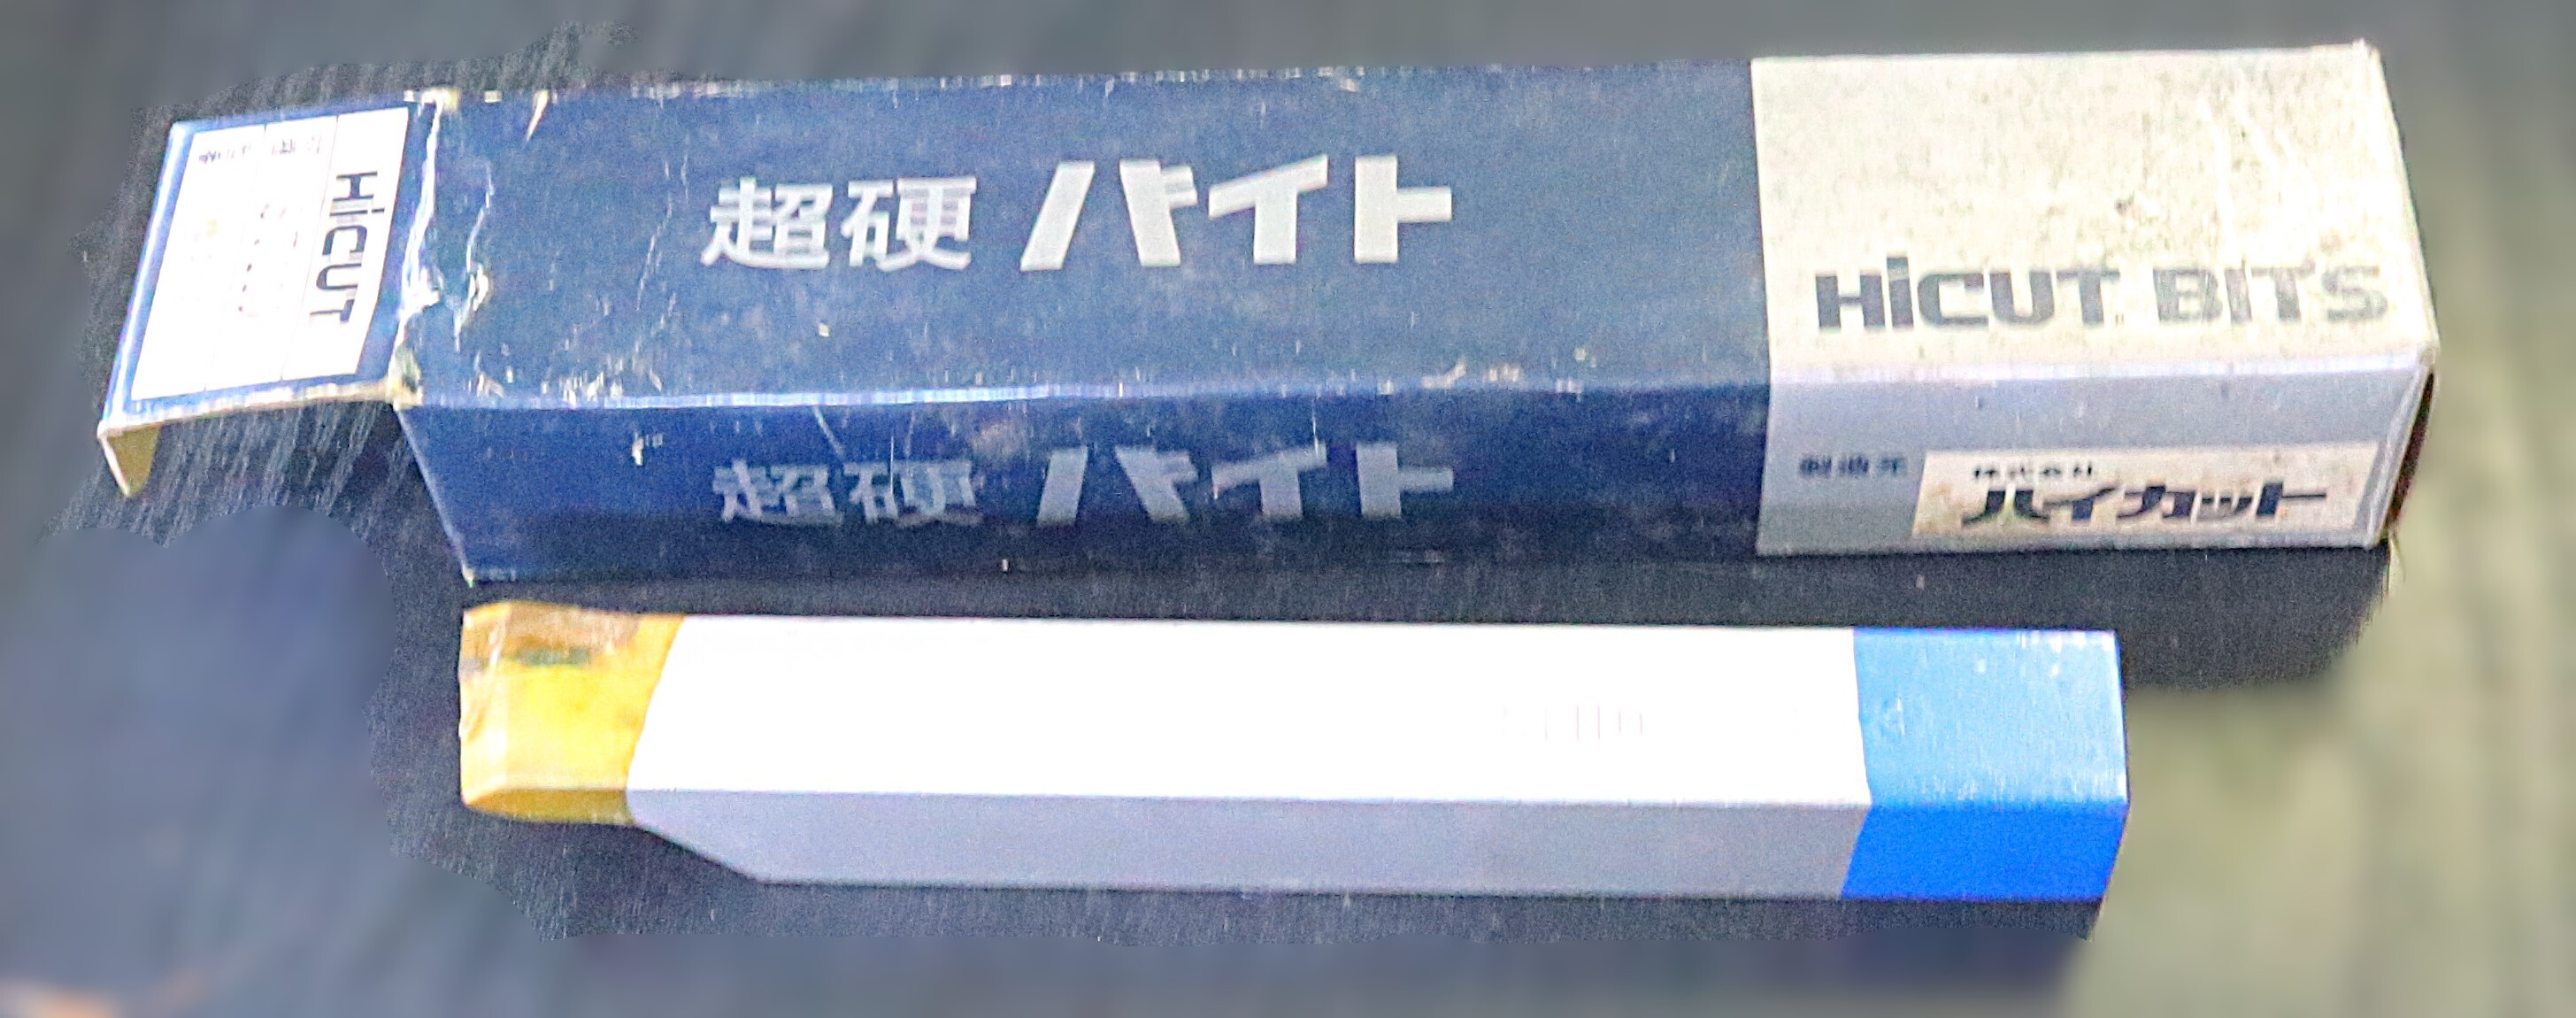 HiCUT
超硬バイト
HiCUT BITS
超硬バイト
製造元
株式会社
ハイカット